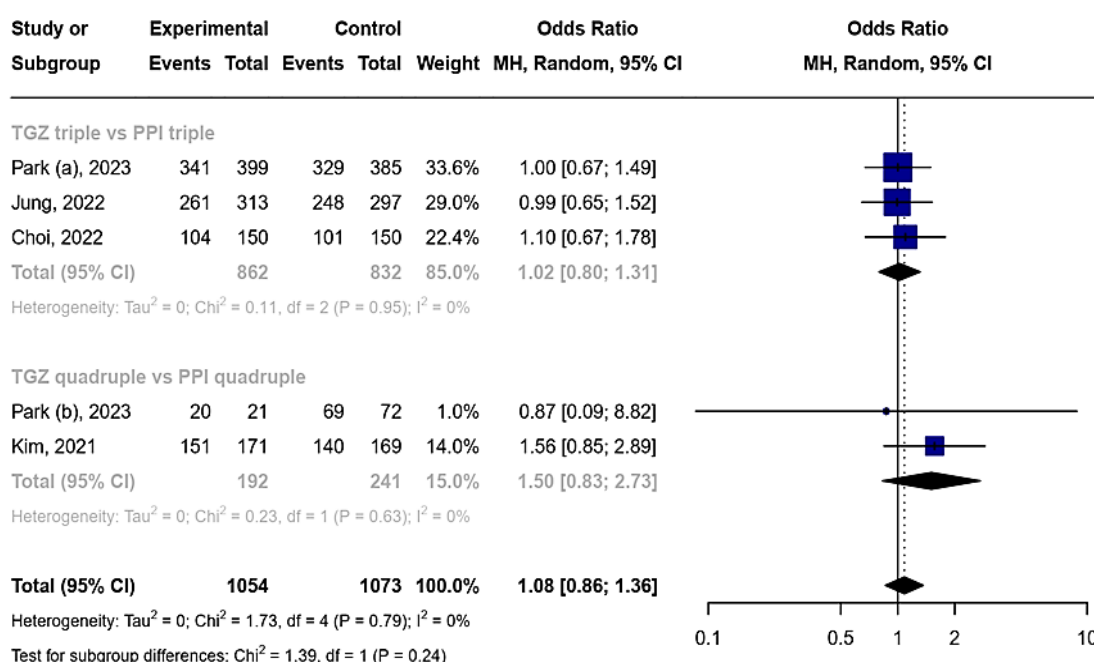 Study or Experimental Control Odds Ratio Odds Ratio
Subgroup Events Total Events Total Weight MH, Random, 95% CI MH, Random, 95% CI
TGZ triple vs PPI triple
Park (a), 2023 341 399 329 385 33.6% 1.00 [0.67; 1.49]
Jung, 2022 261 313 248 297 29.0% 0.99 [0.65; 1.52]
Choi, 2022 104 150 101 150 22.4% 1.10 [0.67; 1.78]
Total (95% CI) 862 832 85.0% 1.02 [0.80; 1.31]
Heterogeneity: Tau² = 0; Chi² = 0.11, df = 2 (P = 0.95); I² = 0%
TGZ quadruple vs PPI quadruple
Park (b), 2023 20 21 69 72 1.0% 0.87 [0.09; 8.82]
Kim, 2021 151 171 140 169 14.0% 1.56 [0.85; 2.89]
Total (95% CI) 192 241 15.0% 1.50 [0.83; 2.73]
Heterogeneity: Tau² = 0; Chi² = 0.23, df = 1 (P = 0.63); I² = 0%
Total (95% CI) 1054 1073 100.0% 1.08 [0.86; 1.36]
Heterogeneity: Tau² = 0; Chi² = 1.73, df = 4 (P = 0.79); I² = 0%
Test for subgroup differences: Chi² = 1.39, df = 1 (P = 0.24)
0.1 0.5 1 2 10